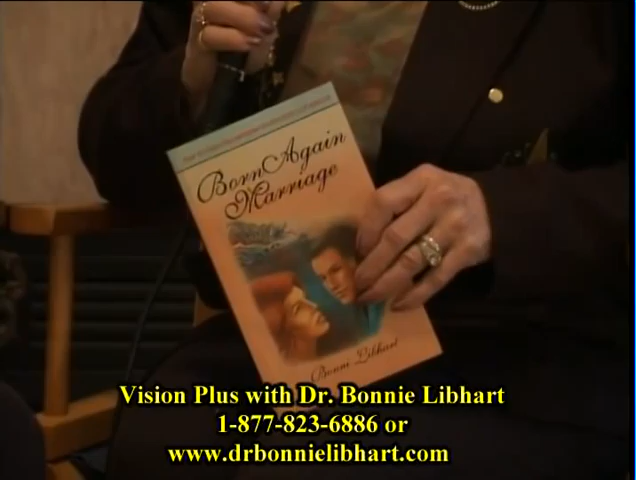 Born Again
Marriage
Bonnie Libhart
Vision Plus with Dr. Bonnie Libhart
1-877-823-6886 or
www.drbonnielibhart.com